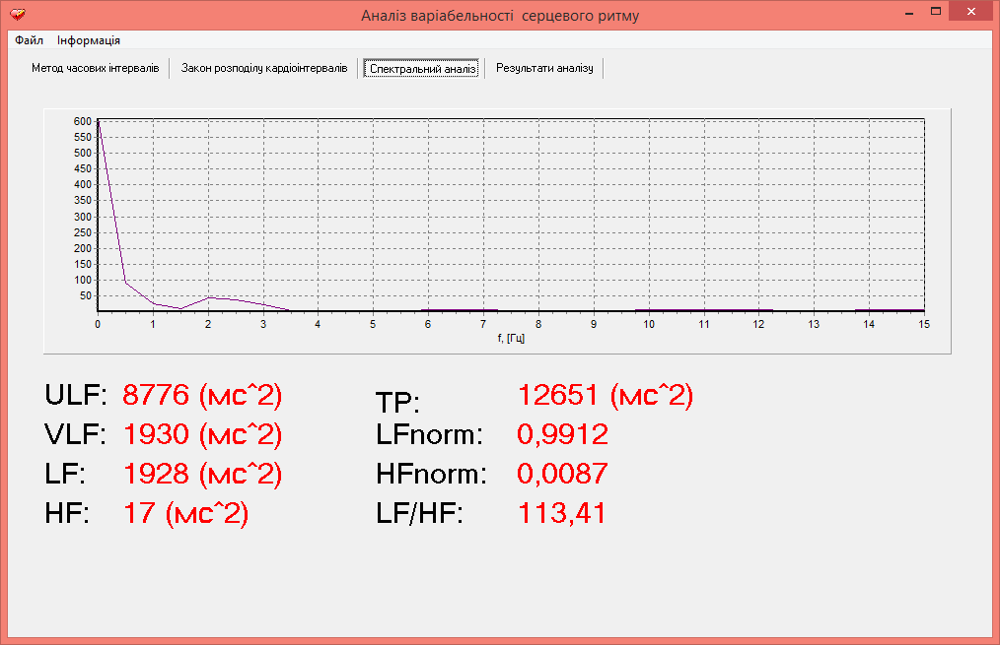 Аналіз варіабельності серцевого ритму
Файл Інформація
Метод часових інтервалів Закон розподілу кардіоінтервалів Спектральний аналіз Результати аналізу
600
550
500
450
400
350
300
250
200
150
100
50
0 1 2 3 4 5 6 7 8 9 10 11 12 13 14 15
f, [Гц]
ULF: 8776 (мс^2) TP: 12651 (мс^2)
VLF: 1930 (мс^2) LFnorm: 0,9912
LF: 1928 (мс^2) HFnorm: 0,0087
HF: 17 (мс^2) LF/HF: 113,41